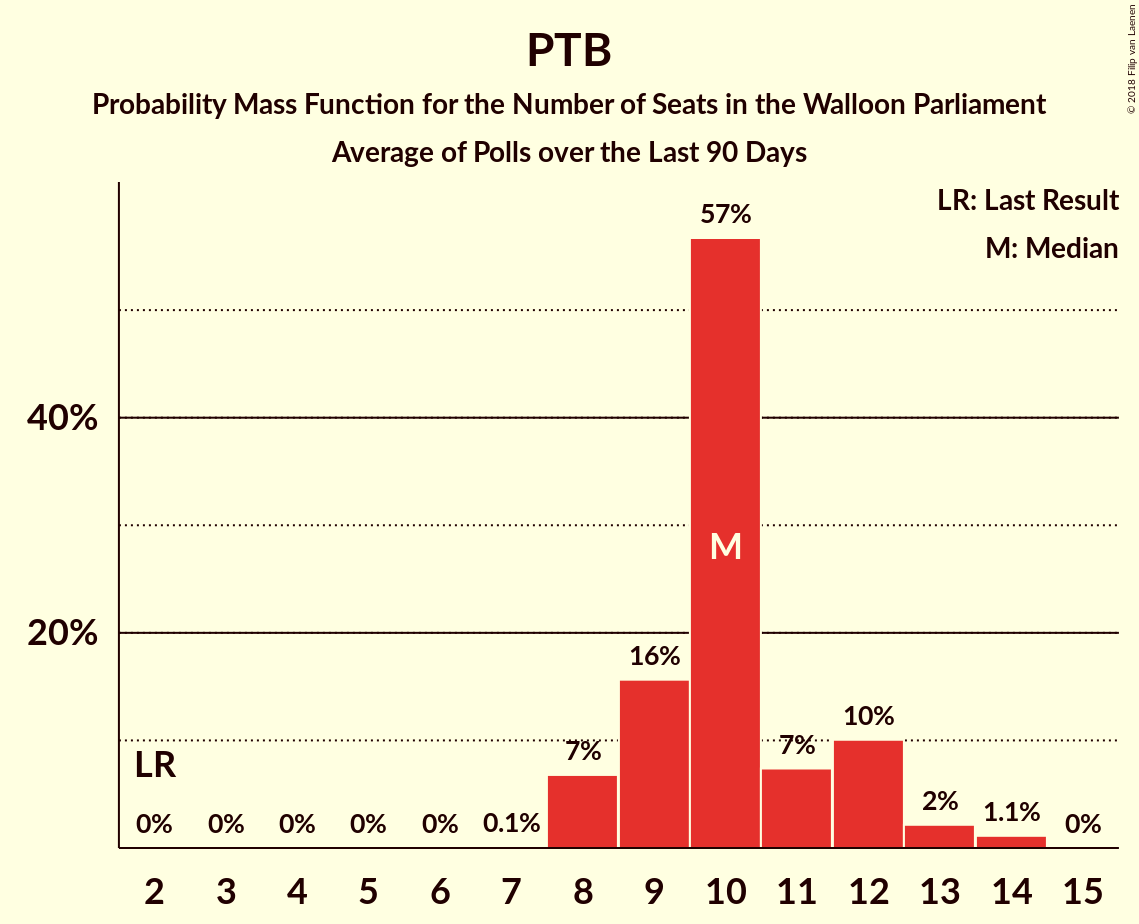 PTB
Probability Mass Function for the Number of Seats in the Walloon Parliament
Average of Polls over the Last 90 Days
© 2018 Filip van Laenen
LR: Last Result
M: Median
57%
40%
M
20%
16%
10%
7%
7%
LR
2%
1.1%
0%
0%
0%
0%
0%
0.1%
0%
2 3 4 5 6 7 8 9 10 11 12 13 14 15